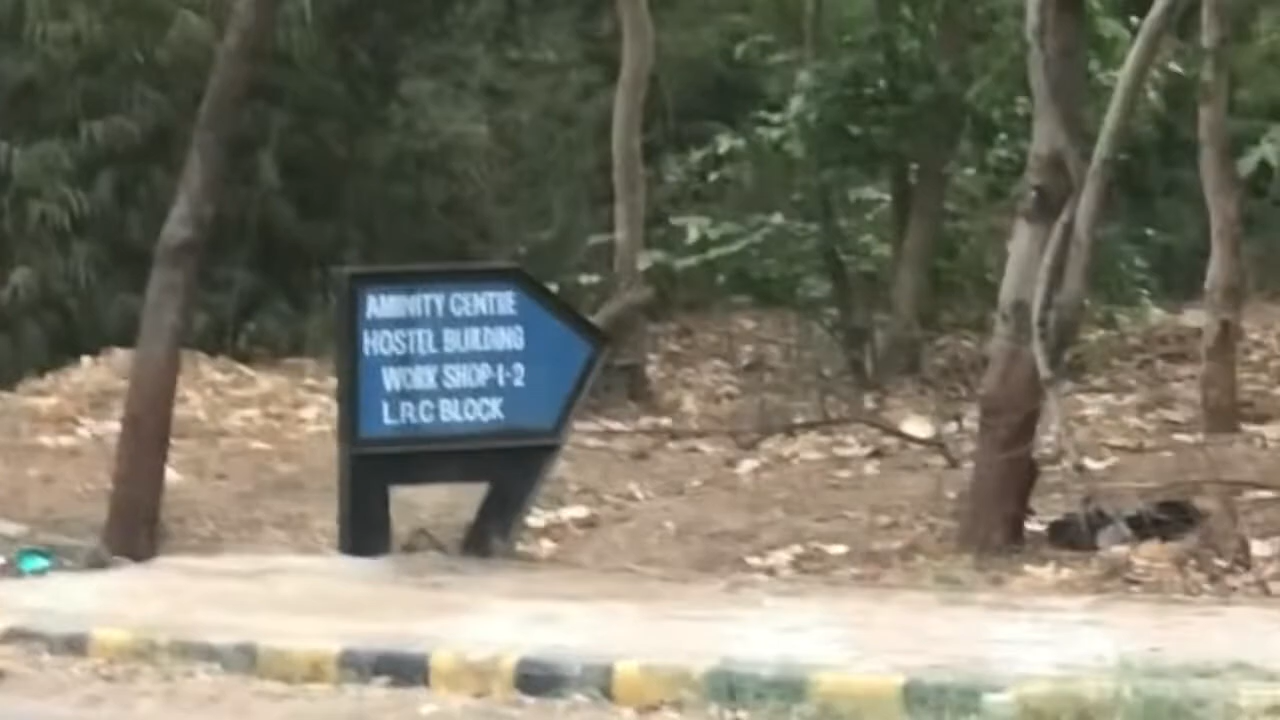 AMINITY CENTRE
HOSTEL BUILDING
WORK SHOP-1-2
L.R.C BLOCK